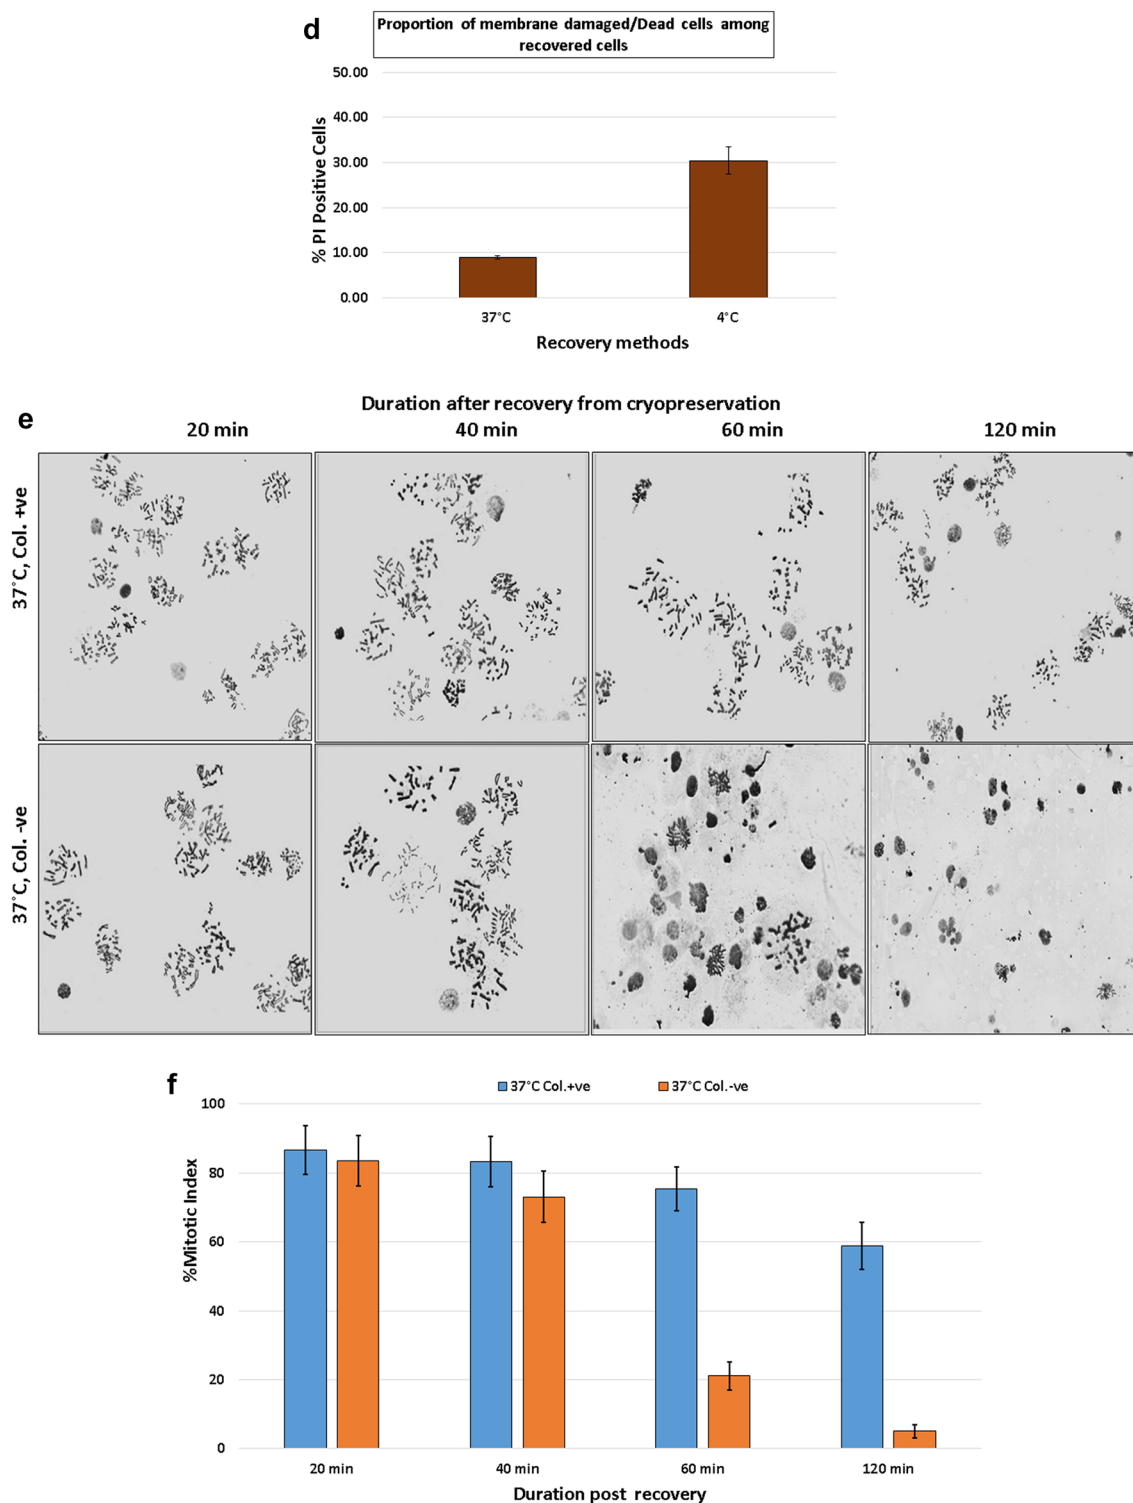 d
Proportion of membrane damaged/Dead cells among
recovered cells
50.00
40.00
30.00
20.00
10.00
0.00
% PI Positive Cells
37°C
4°C
Recovery methods
e
Duration after recovery from cryopreservation
20 min
40 min
60 min
120 min
37°C, Col. +ve
37°C, Col. -ve
f
37°C Col.+ve
37°C Col.-ve
100
80
60
40
20
0
%Mitotic Index
20 min
40 min
60 min
120 min
Duration post recovery